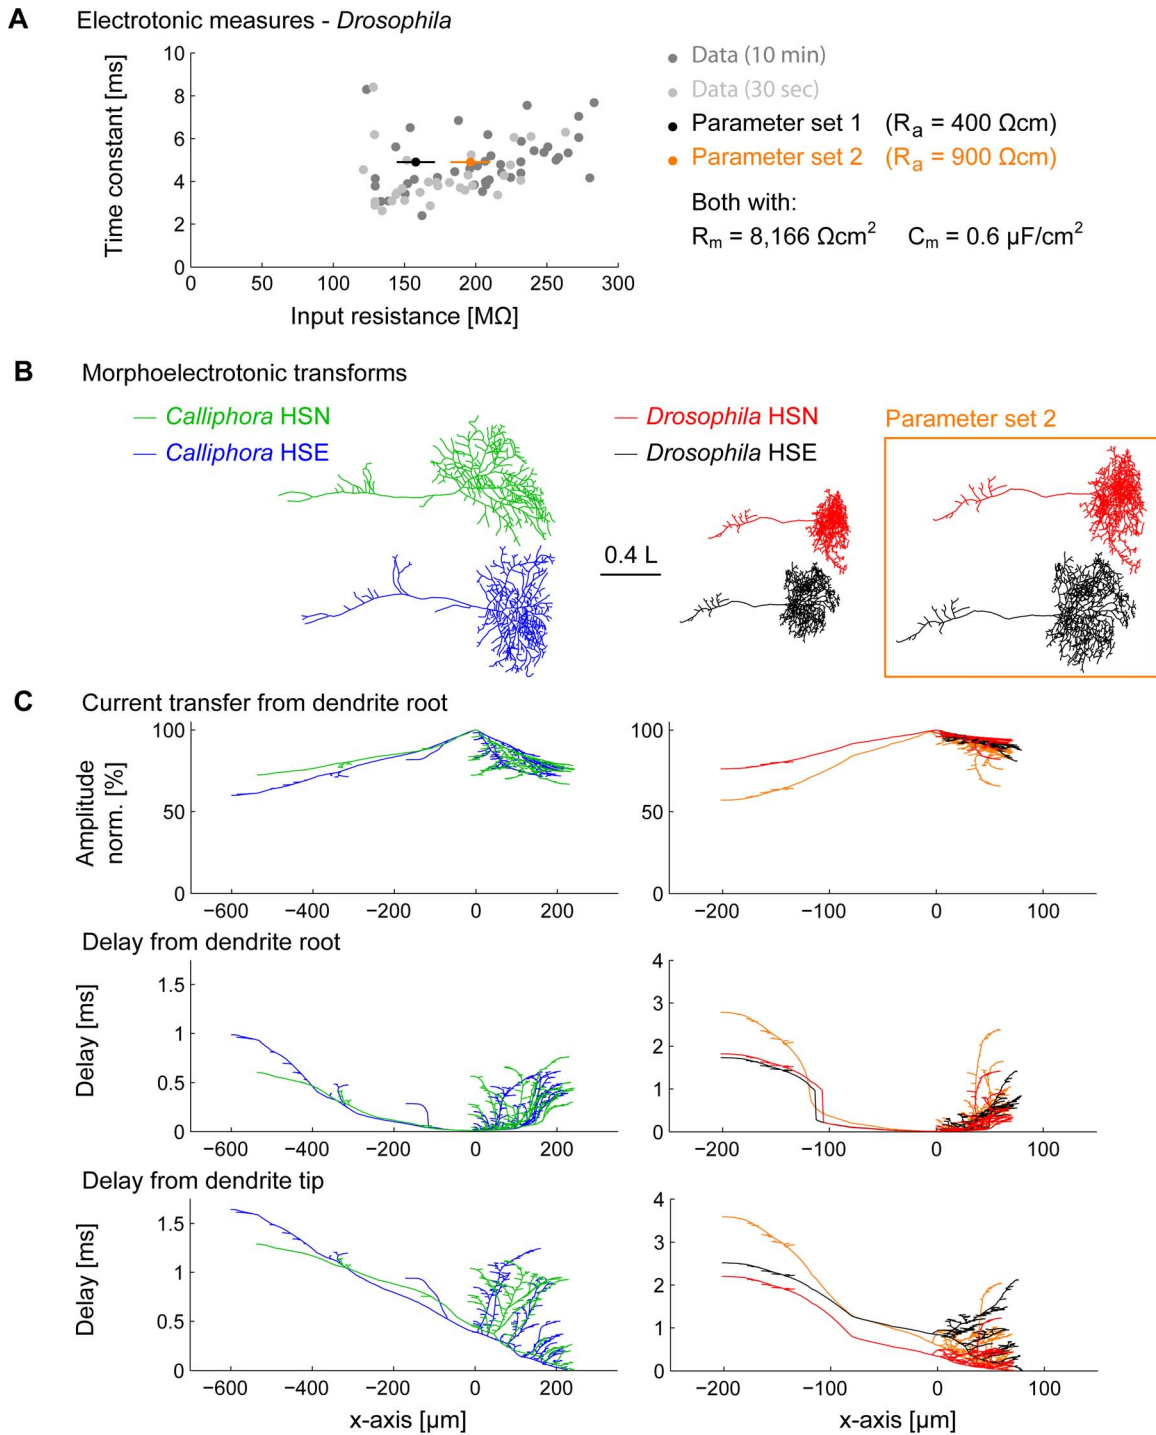 A Electrotonic measures - Drosophila
10
8
6
4
2
0
Time constant [ms]
0 50 100 150 200 250 300
Input resistance [MΩ]
Data (10 min)
Data (30 sec)
Parameter set 1 (Ra = 400 Ωcm)
Parameter set 2 (Ra = 900 Ωcm)
Both with:
Rm = 8,166 Ωcm² Cm = 0.6 µF/cm²
B Morphoelectrotonic transforms
Calliphora HSN
Calliphora HSE
Drosophila HSN
Drosophila HSE
Parameter set 2
0.4 L
C Current transfer from dendrite root
Amplitude
norm. [%]
100
50
0
−600 −400 −200 0 200
−200 −100 0 100
100
50
0
Delay from dendrite root
Delay [ms]
1.5
1
0.5
0
−600 −400 −200 0 200
4
3
2
1
0
−200 −100 0 100
Delay from dendrite tip
Delay [ms]
1.5
1
0.5
0
−600 −400 −200 0 200
x-axis [µm]
4
3
2
1
0
−200 −100 0 100
x-axis [µm]